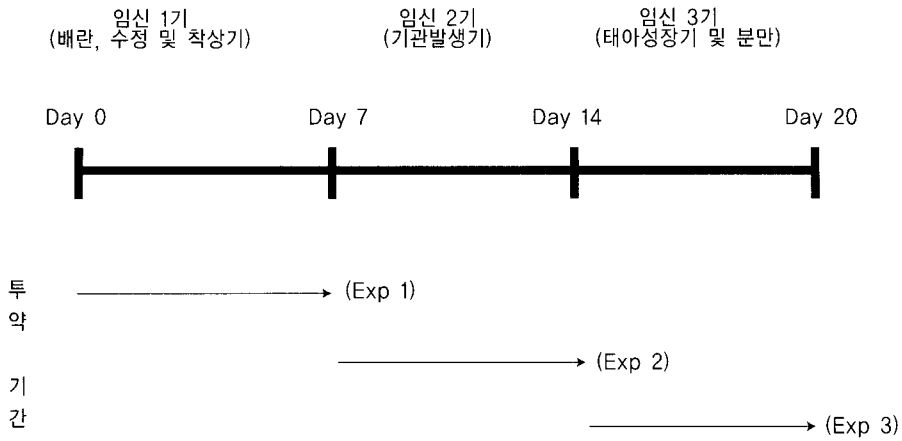 임신 1기 임신 2기 임신 3기
(배란, 수정 및 착상기) (기관발생기) (태아성장기 및 분만)
Day 0 Day 7 Day 14 Day 20
투 (Exp 1)
약
(Exp 2)
기
간 (Exp 3)